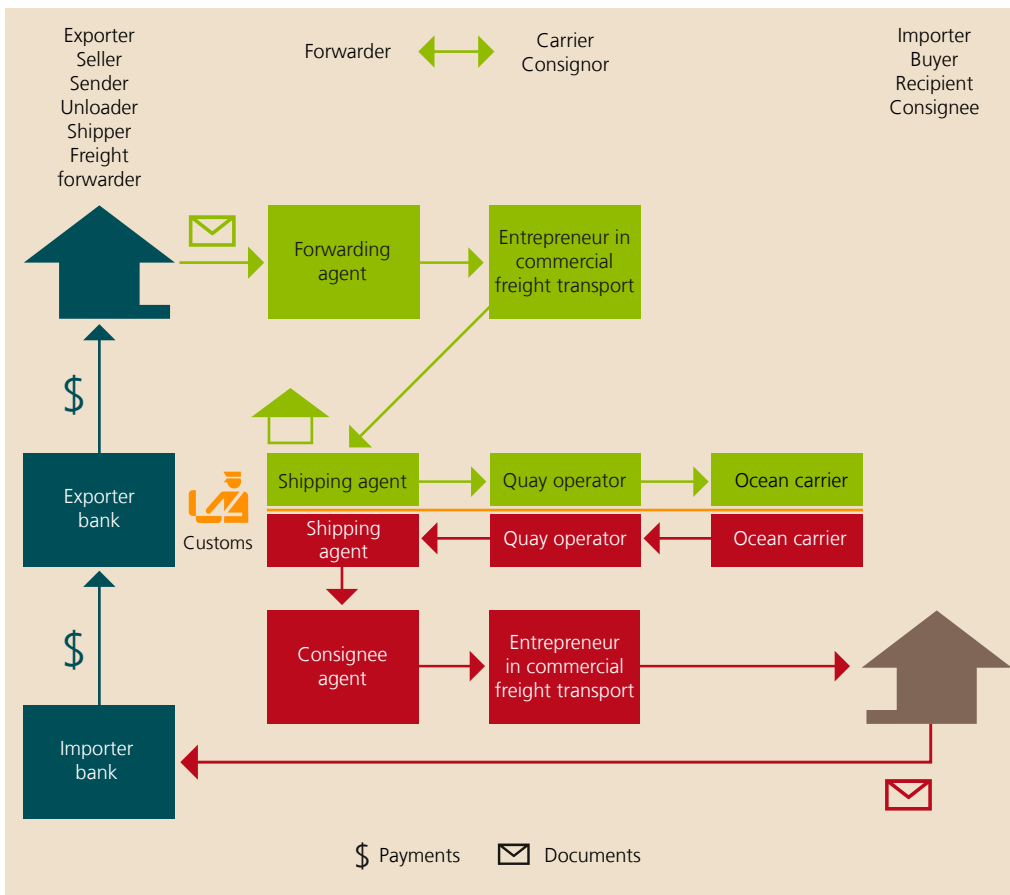 Exporter
Seller
Sender
Unloader
Shipper
Freight
forwarder
Forwarder
Carrier
Consignor
Importer
Buyer
Recipient
Consignee
Forwarding
agent
Entrepreneur in
commercial
freight transport
$
Exporter
bank
Customs
Shipping agent
Quay operator
Ocean carrier
Shipping
agent
Quay operator
Ocean carrier
$
Consignee
agent
Entrepreneur
in commercial
freight transport
Importer
bank
$ Payments
Documents